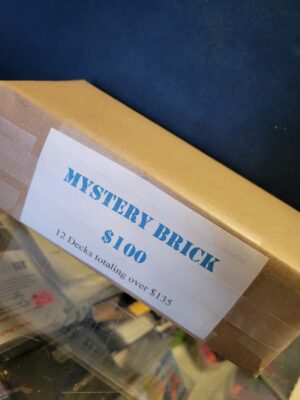 MYSTERY BRICK
$100
12 Decks totaling over $135